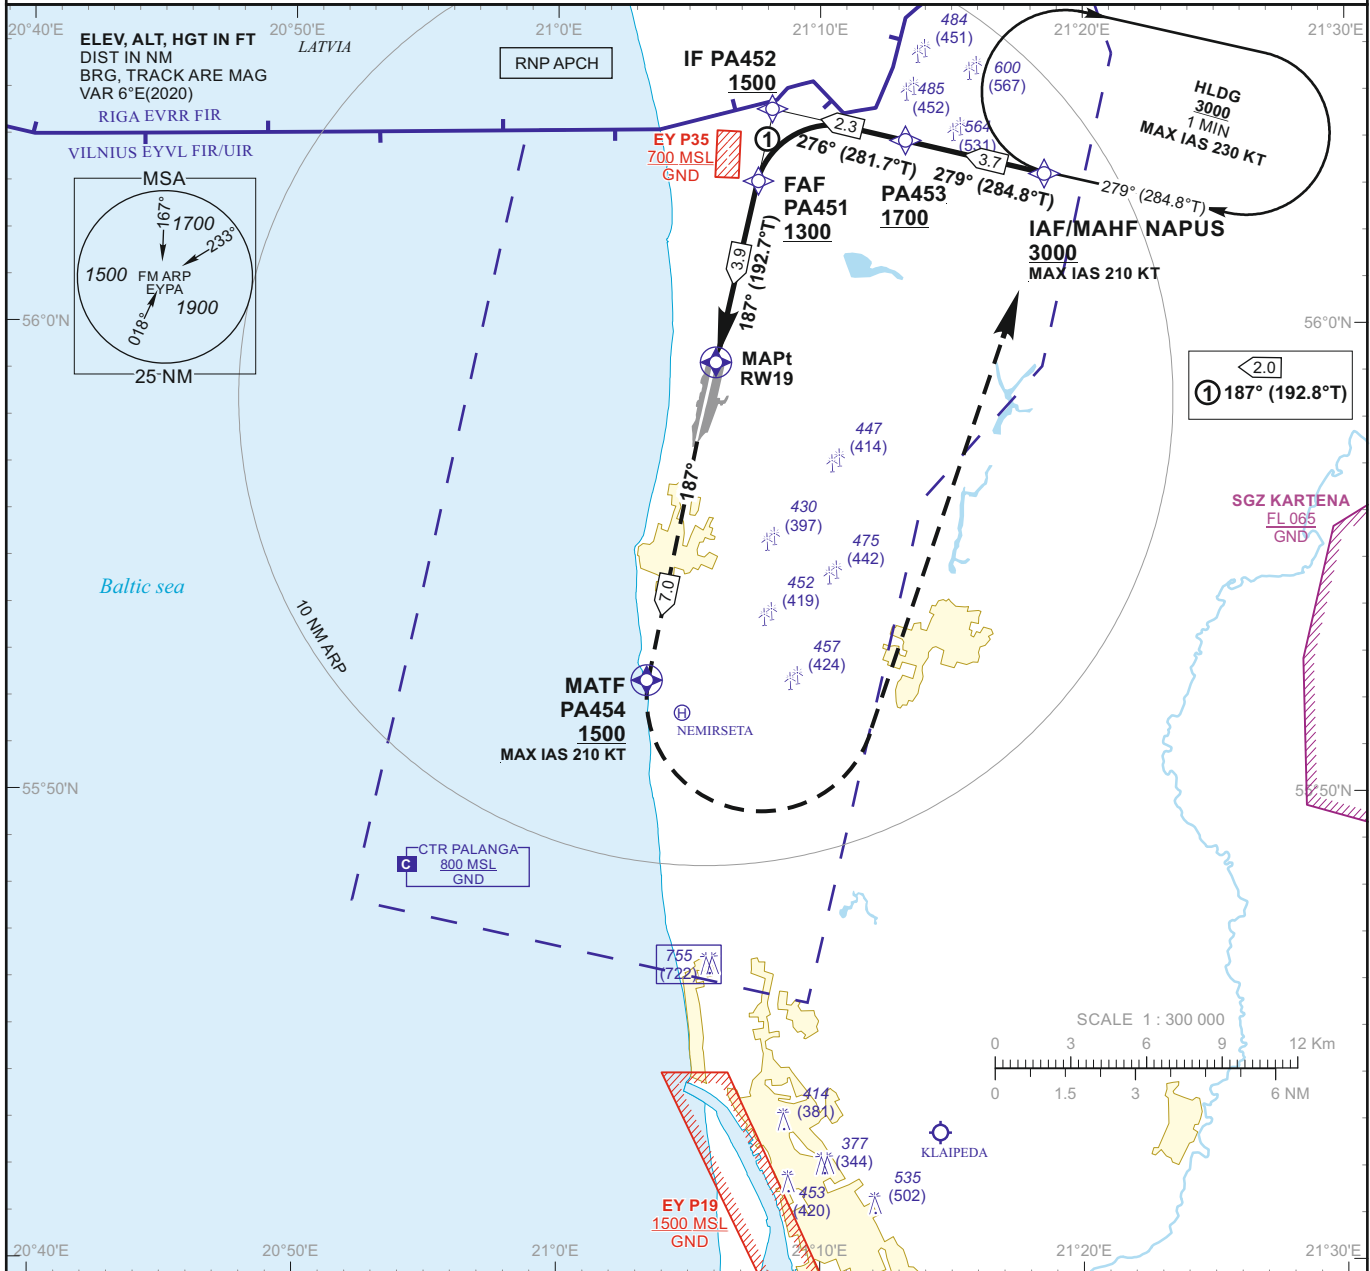 20°40'E
20°50'E
21°0'E
21°10'E
21°20'E
21°30'E
ELEV, ALT, HGT IN FT
DIST IN NM
BRG, TRACK ARE MAG
VAR 6°E(2020)
LATVIA
RNP APCH
RIGA EVRR FIR
VILNIUS EYVL FIR/UIR
MSA
167°
1700
233°
1500
FM ARP
EYPA
1900
018°
25 NM
IF PA452
1500
484
(451)
600
(567)
485
(452)
564
(531)
HLDG
3000
1 MIN
MAX IAS 230 KT
EY P35
700 MSL
GND
1
2.3
276° (281.7°T)
3.7
279° (284.8°T)
279° (284.8°T)
FAF
PA451
1300
PA453
1700
IAF/MAHF NAPUS
3000
MAX IAS 210 KT
3.9
187° (192.7°T)
56°0'N
56°0'N
MAPt
RW19
2.0
1 187° (192.8°T)
447
(414)
187°
430
(397)
475
(442)
452
(419)
457
(424)
SGZ KARTENA
FL 065
GND
Baltic sea
10 NM ARP
7.0
MATF
PA454
1500
MAX IAS 210 KT
H
NEMIRSETA
55°50'N
55°50'N
C
CTR PALANGA
800 MSL
GND
755
(722)
SCALE 1 : 300 000
0
3
6
9
12 Km
0
1.5
3
6 NM
414
(381)
377
(344)
453
(420)
535
(502)
KLAIPEDA
EY P19
1500 MSL
GND
20°40'E
20°50'E
21°0'E
21°10'E
21°20'E
21°30'E